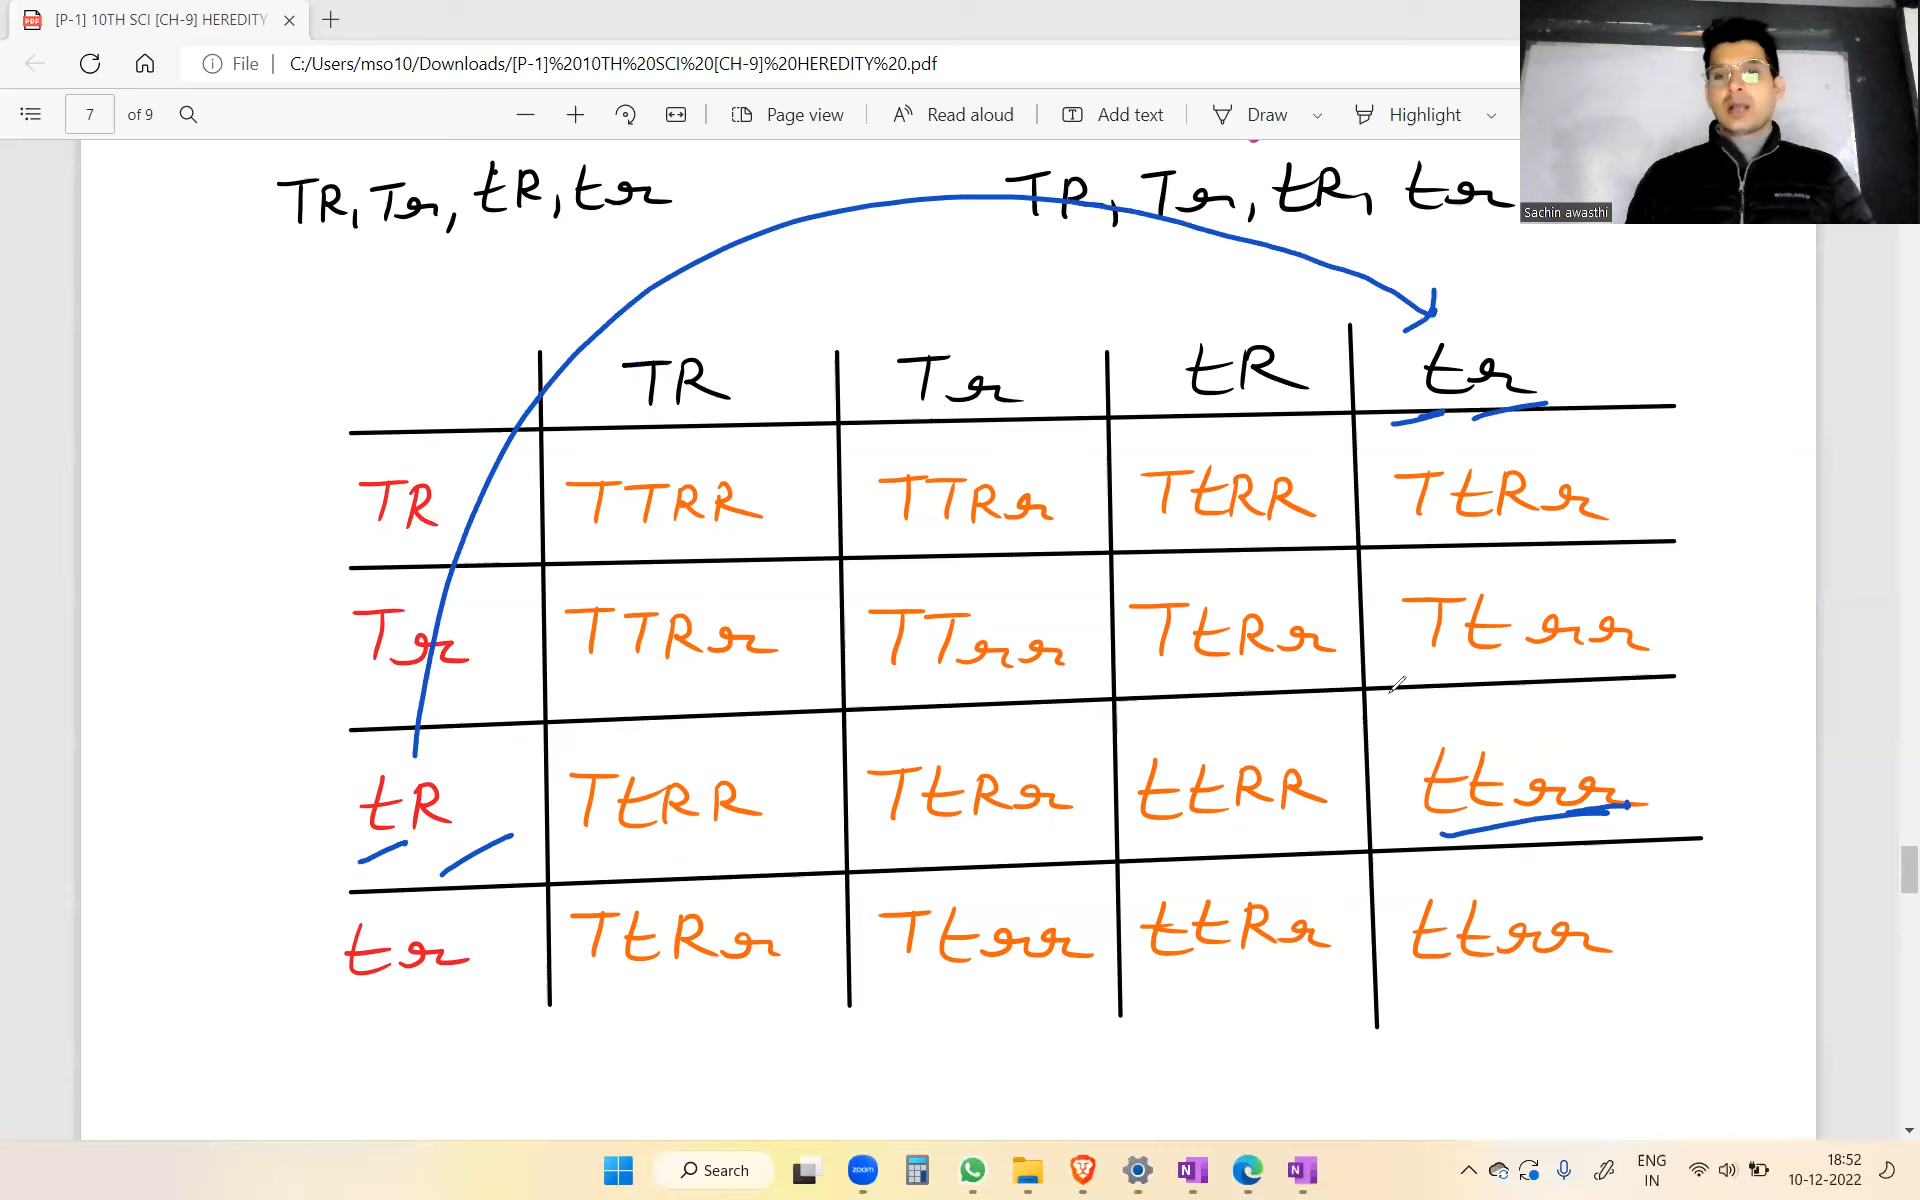 [P-1] 10TH SCI [CH-9] HEREDITY
File C:/Users/mso10/Downloads/[P-1]%2010TH%20SCI%20[CH-9]%20HEREDITY%20.pdf
7 of 9 Page view Read aloud Add text Draw Highlight
Sachin awasthi
TR, Tr, tR, tr TR, Tr, tR, tr
TR Tr tR tr
TR TTRR TTRr TtRR TtRr
Tr TTRr TTrr TtRr Ttrr
tR TtRR TtRr ttRR ttrr
tr TtRr Ttrr ttRr ttrr
Search zoom ENG 18:52
IN 10-12-2022